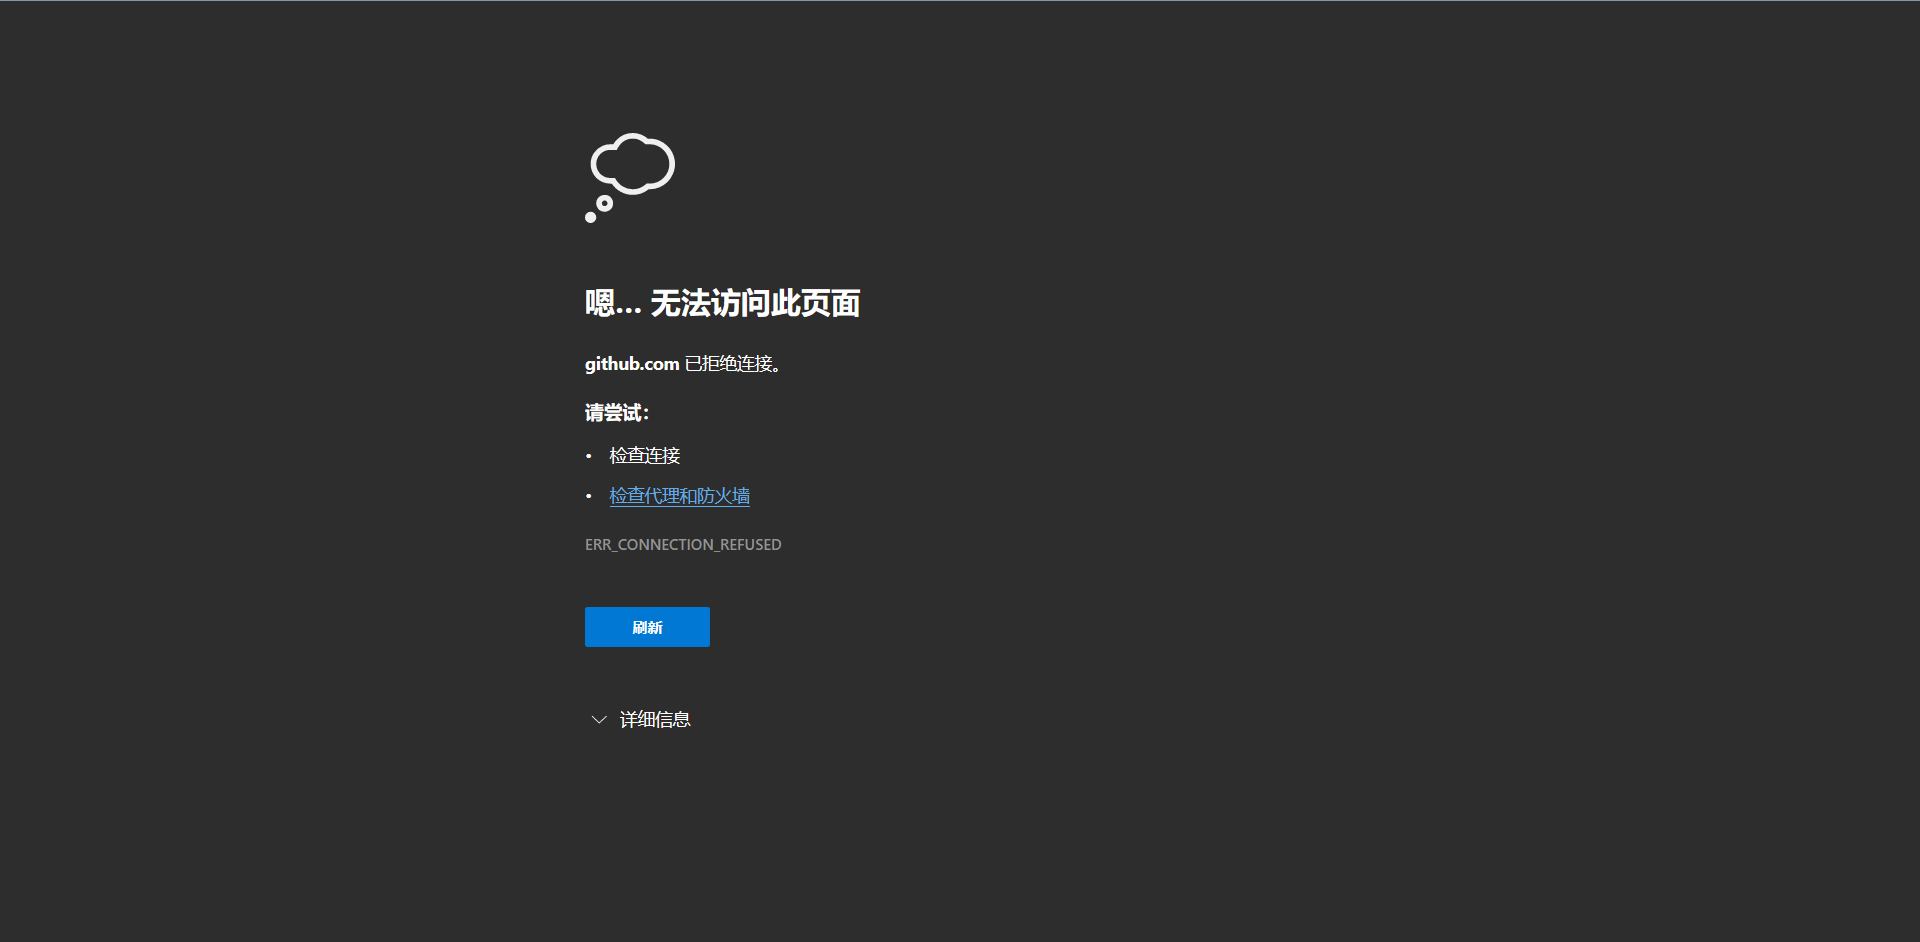 嗯… 无法访问此页面
github.com 已拒绝连接。
请尝试：
• 检查连接
• 检查代理和防火墙
ERR_CONNECTION_REFUSED
刷新
详细信息